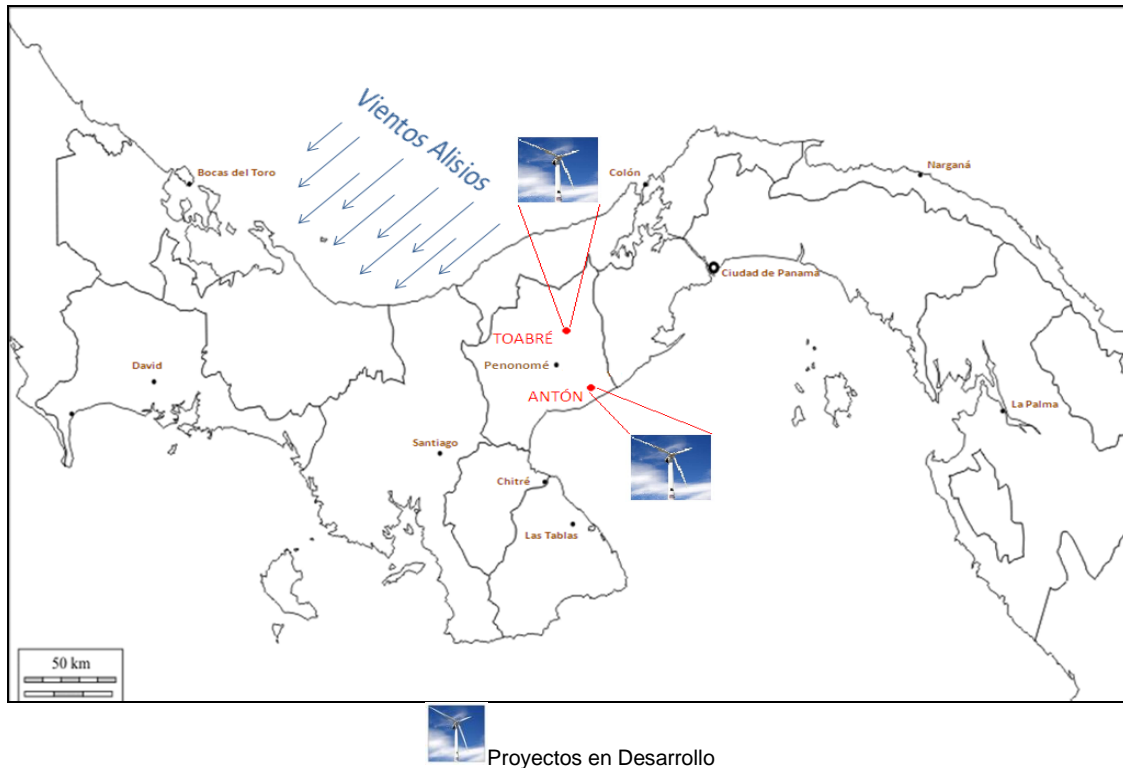 Vientos Alisios
Bocas del Toro
Colón
Narganá
Ciudad de Panamá
TOABRÉ
Penonomé
David
ANTÓN
La Palma
Santiago
Chitré
Las Tablas
50 km
Proyectos en Desarrollo